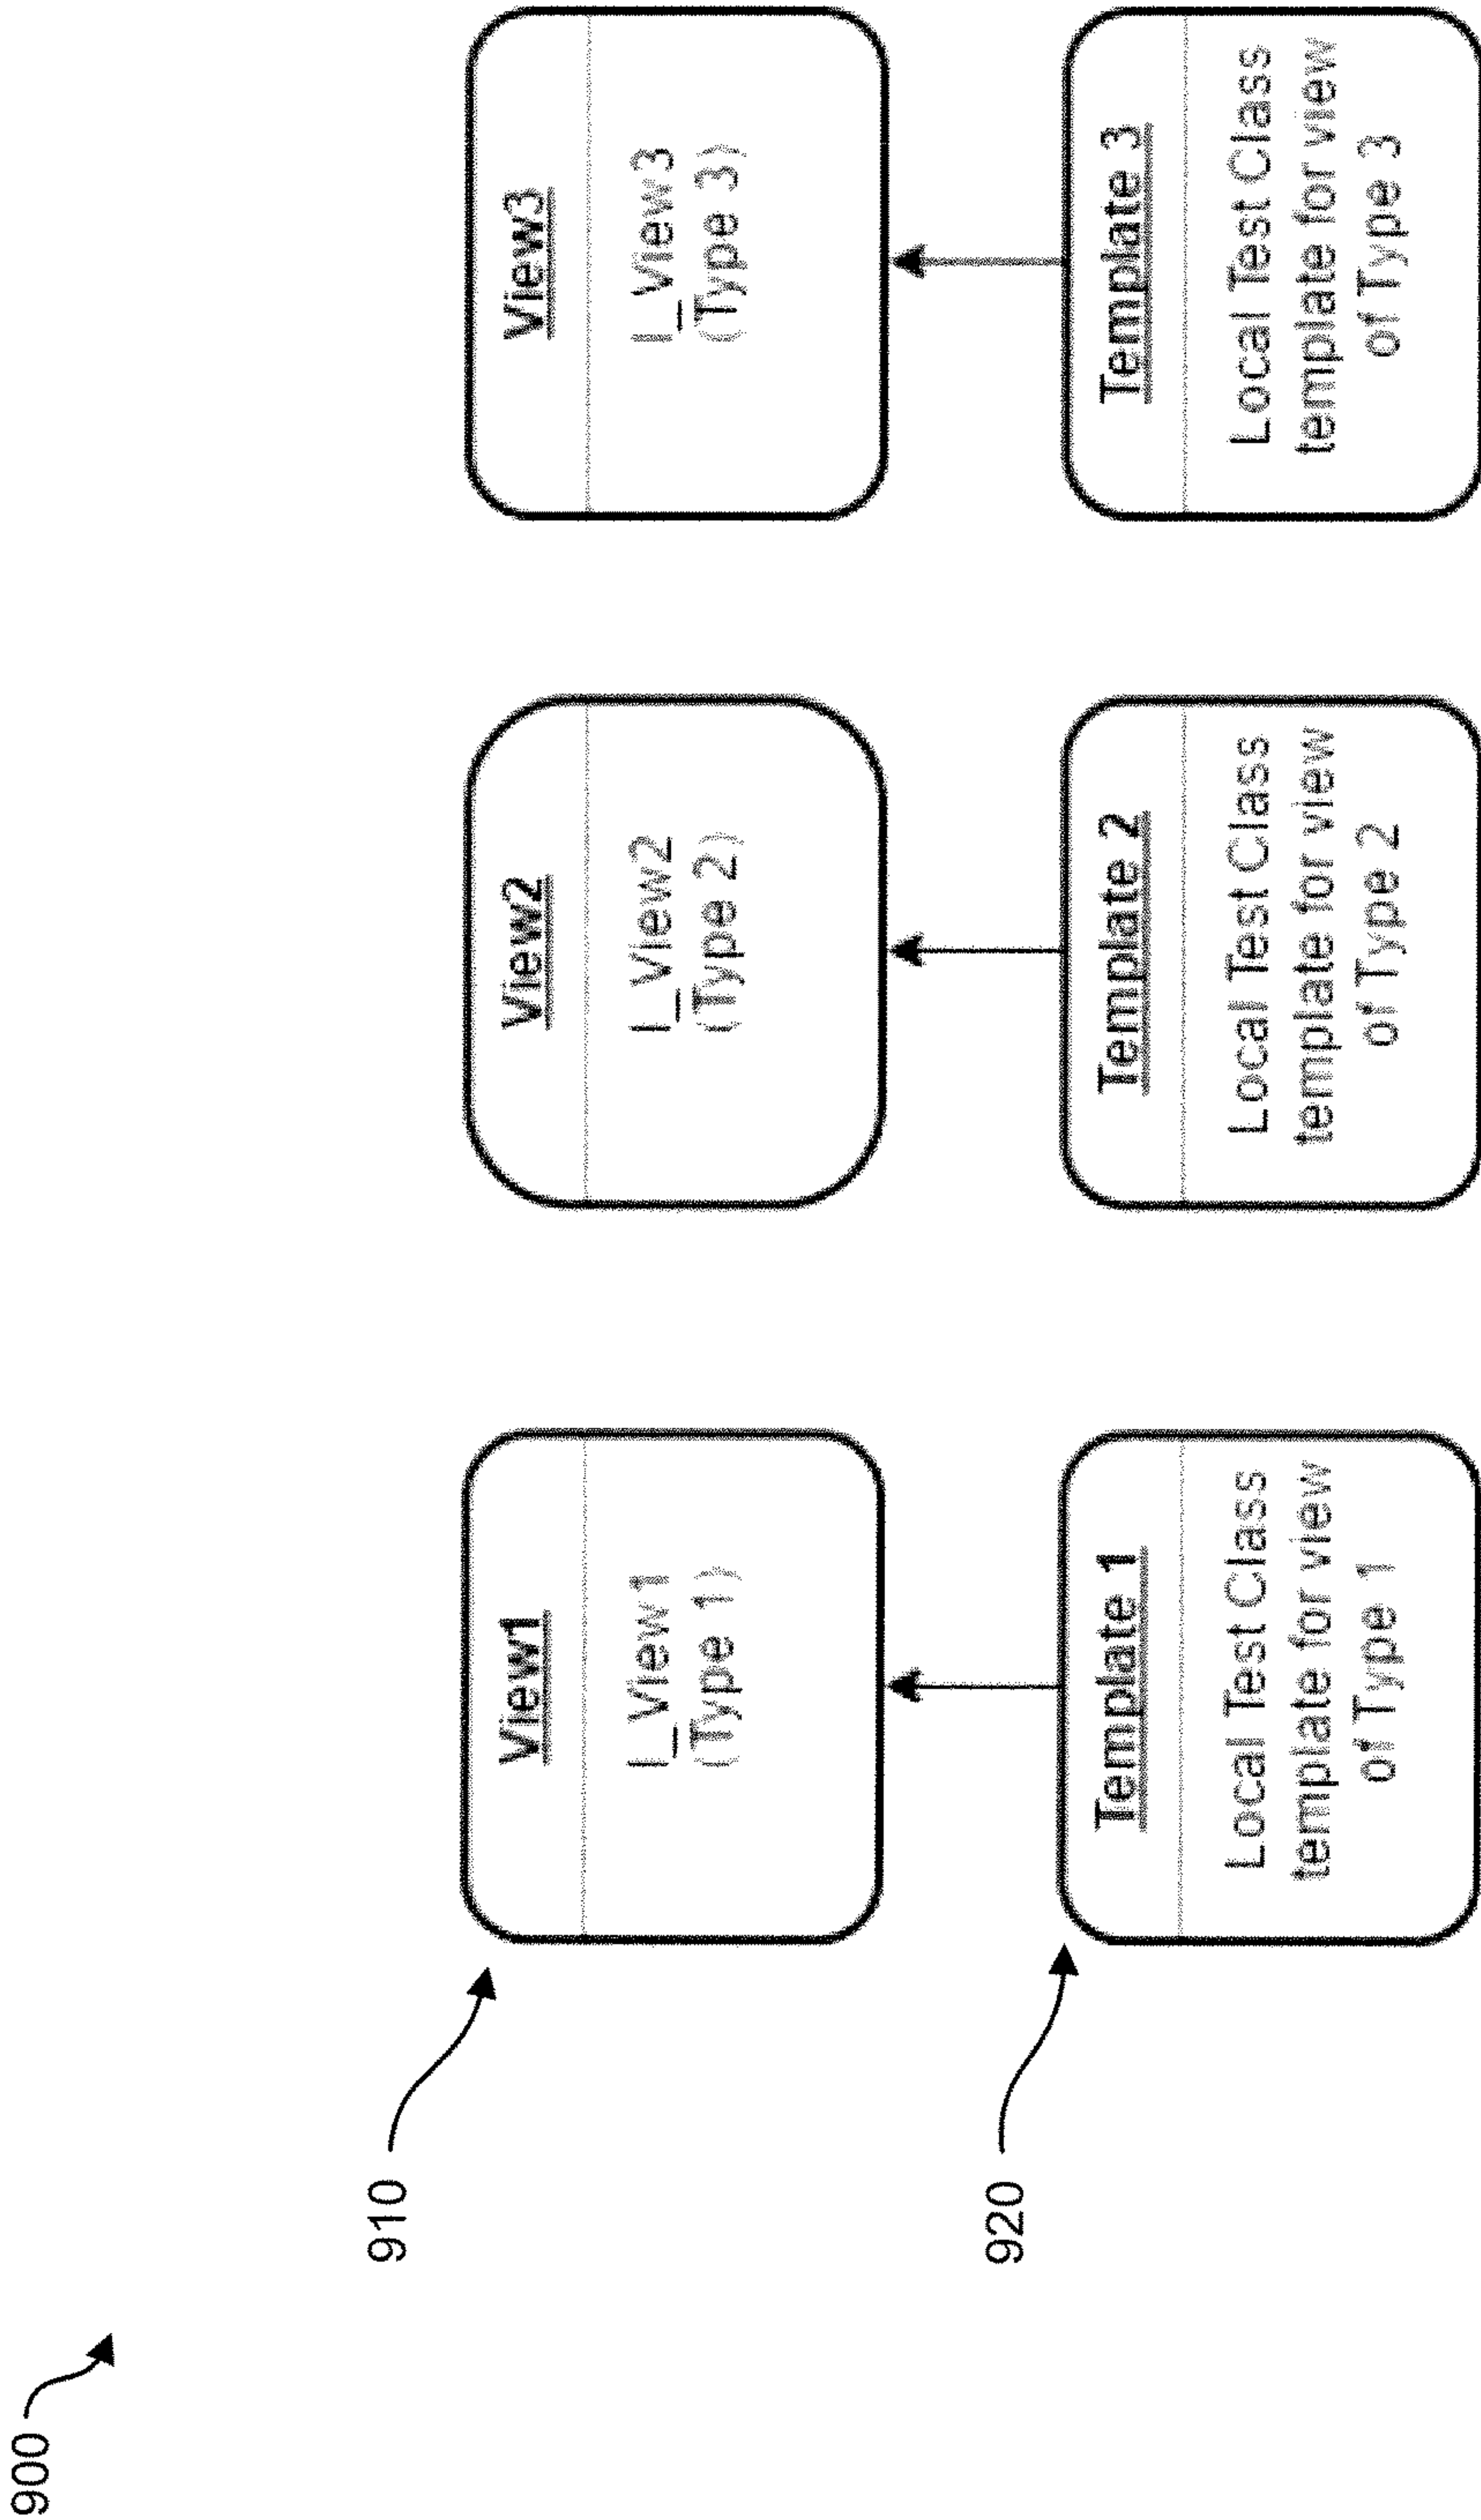 900
910
View1
I_View1
(Type 1)
View2
I_View2
(Type 2)
View3
I_View3
(Type 3)
920
Template 1
Local Test Class
template for view
of Type 1
Template 2
Local Test Class
template for view
of Type 2
Template 3
Local Test Class
template for view
of Type 3